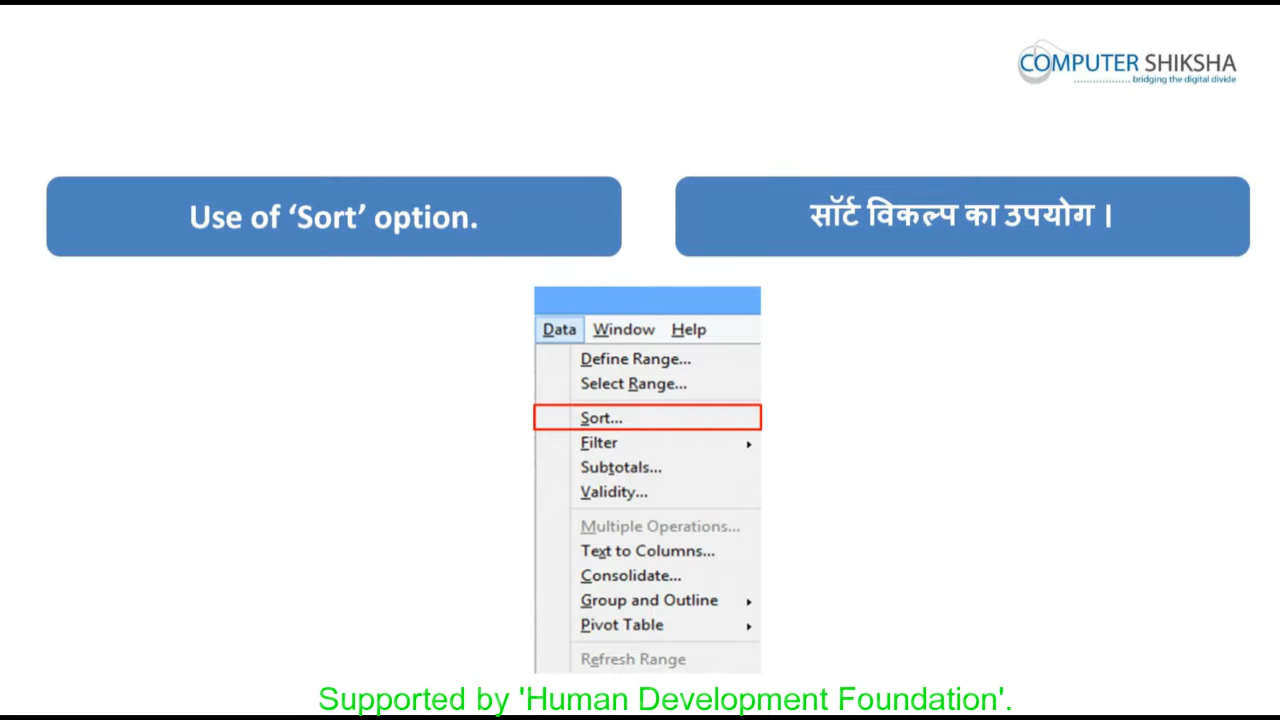 COMPUTER SHIKSHA
bridging the digital divide
Use of ‘Sort’ option.
सॉर्ट विकल्प का उपयोग ।
Data Window Help
Define Range...
Select Range...
Sort...
Filter
Subtotals...
Validity...
Multiple Operations...
Text to Columns...
Consolidate...
Group and Outline
Pivot Table
Refresh Range
Supported by 'Human Development Foundation'.